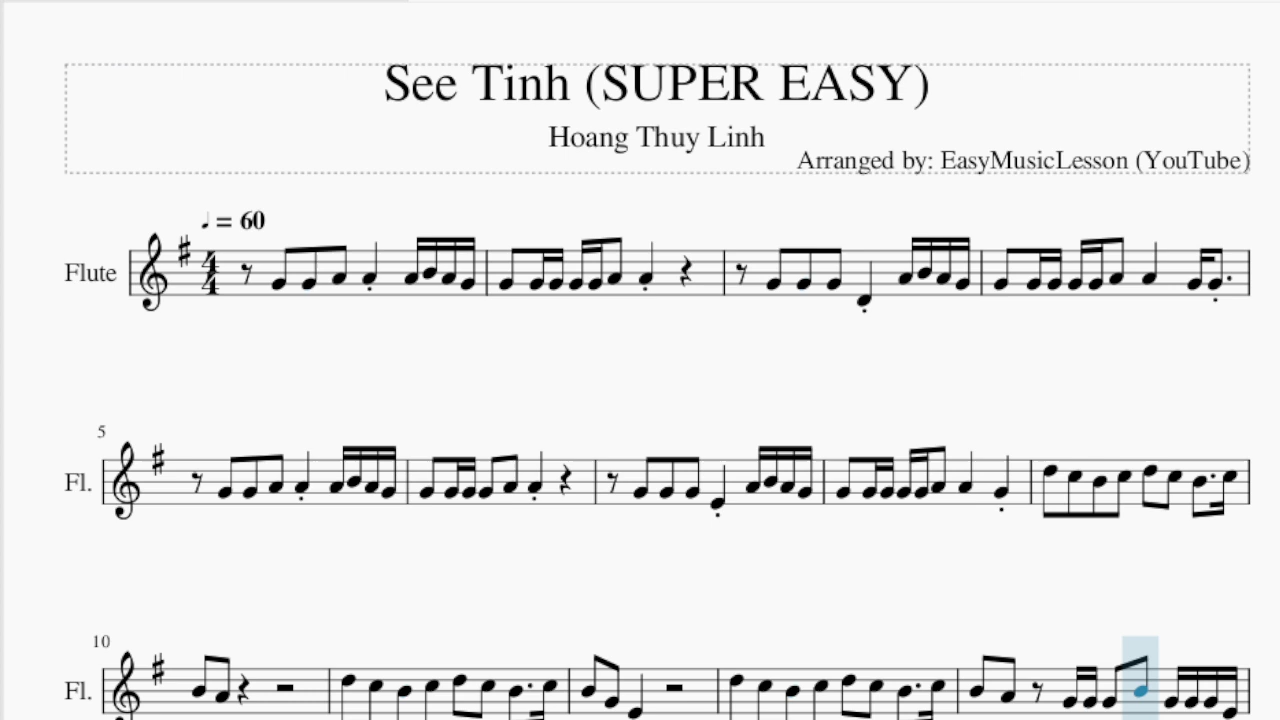 See Tinh (SUPER EASY)
Hoang Thuy Linh
Arranged by: EasyMusicLesson (YouTube)
♩ = 60
Flute
4
4
5
Fl.
10
Fl.